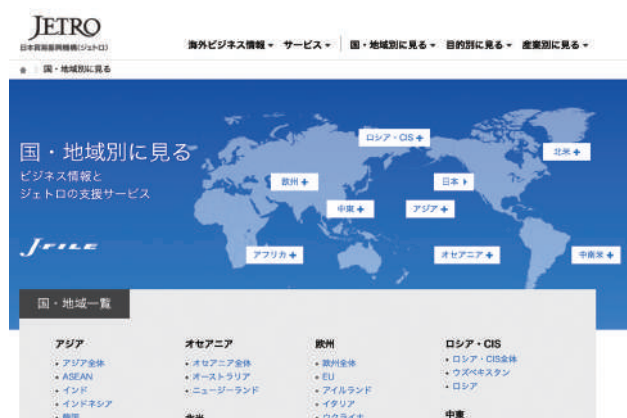 JETRO
日本貿易振興機構(ジェトロ)
海外ビジネス情報 サービス 国・地域別に見る 目的別に見る 産業別に見る
国・地域別に見る
国・地域別に見る
ビジネス情報と
ジェトロの支援サービス
J-FILE
ロシア・CIS +
北米 +
欧州 +
日本
中東 +
アジア +
アフリカ +
オセアニア +
中南米 +
国・地域一覧
アジア
・アジア全体
・ASEAN
・インド
・インドネシア
・韓国
オセアニア
・オセアニア全体
・オーストラリア
・ニュージーランド
北米
欧州
・欧州全体
・EU
・アイルランド
・イタリア
・ウクライナ
ロシア・CIS
・ロシア・CIS全体
・ウズベキスタン
・ロシア
中東